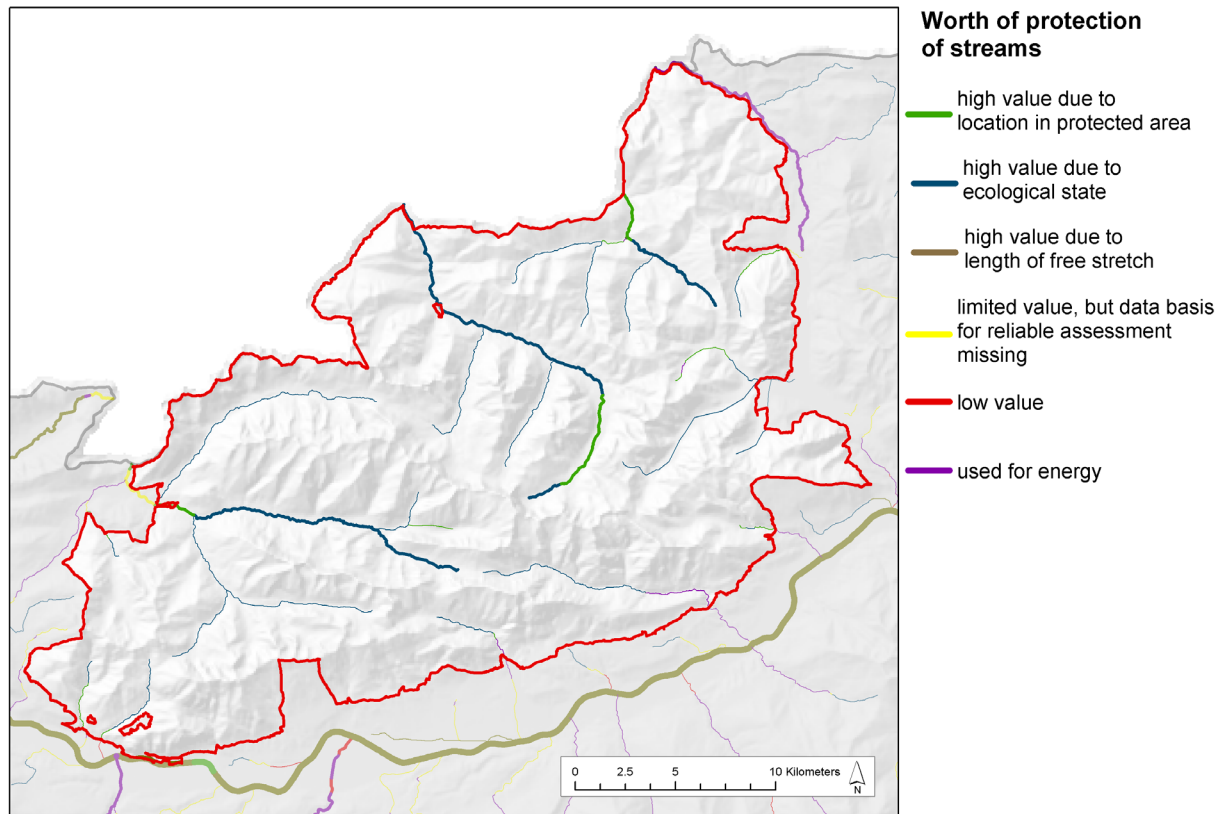 Worth of protection
of streams
high value due to
location in protected area
high value due to
ecological state
high value due to
length of free stretch
limited value, but data basis
for reliable assessment
missing
low value
used for energy
0 2.5 5 10 Kilometers
N